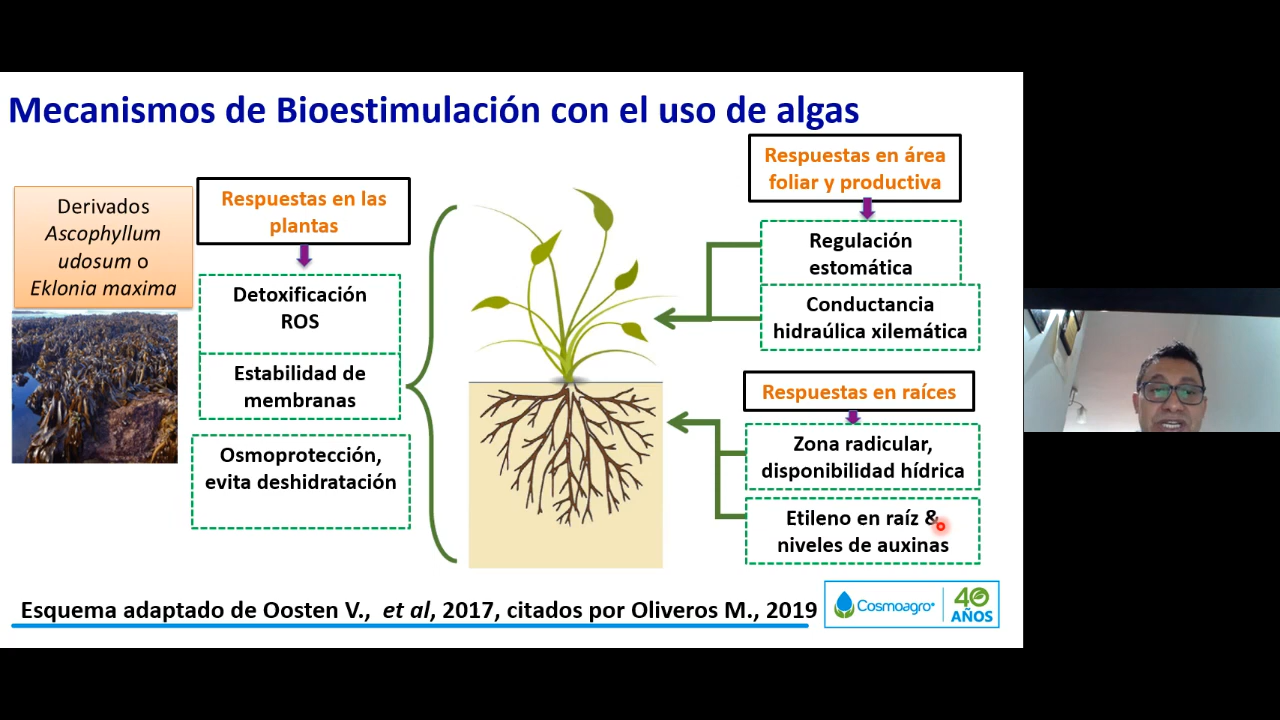 Mecanismos de Bioestimulación con el uso de algas
Derivados
Ascophyllum
udosum o
Eklonia maxima
Respuestas en las
plantas
Detoxificación
ROS
Estabilidad de
membranas
Osmoprotección,
evita deshidratación
Respuestas en área
foliar y productiva
Regulación
estomática
Conductancia
hidraúlica xilemática
Respuestas en raíces
Zona radicular,
disponibilidad hídrica
Etileno en raíz &
niveles de auxinas
Esquema adaptado de Oosten V., et al, 2017, citados por Oliveros M., 2019
Cosmoagro
40
AÑOS